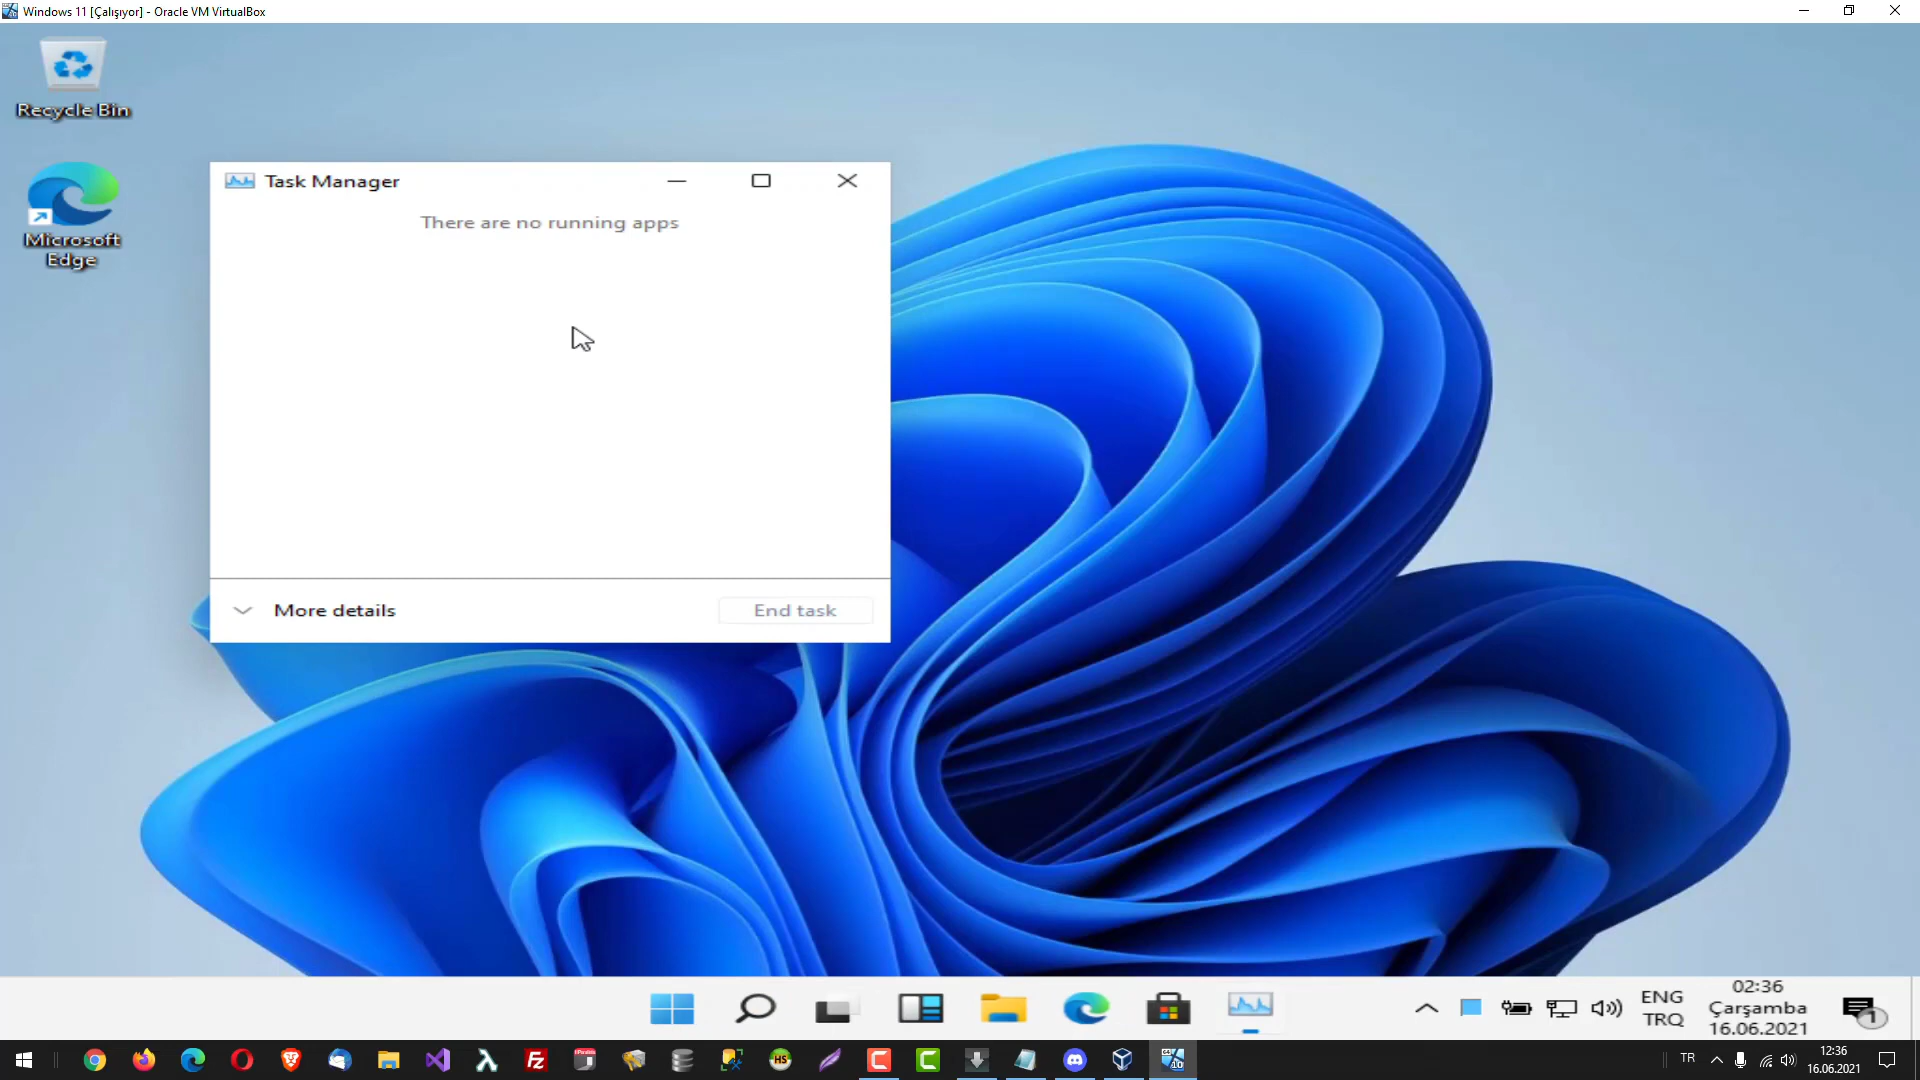 Windows 11 [Çalışıyor] - Oracle VM VirtualBox
Recycle Bin
Microsoft
Edge
Task Manager
There are no running apps
More details
End task
ENG
TRQ
02:36
Çarşamba
16.06.2021
1
TR
12:36
16.06.2021